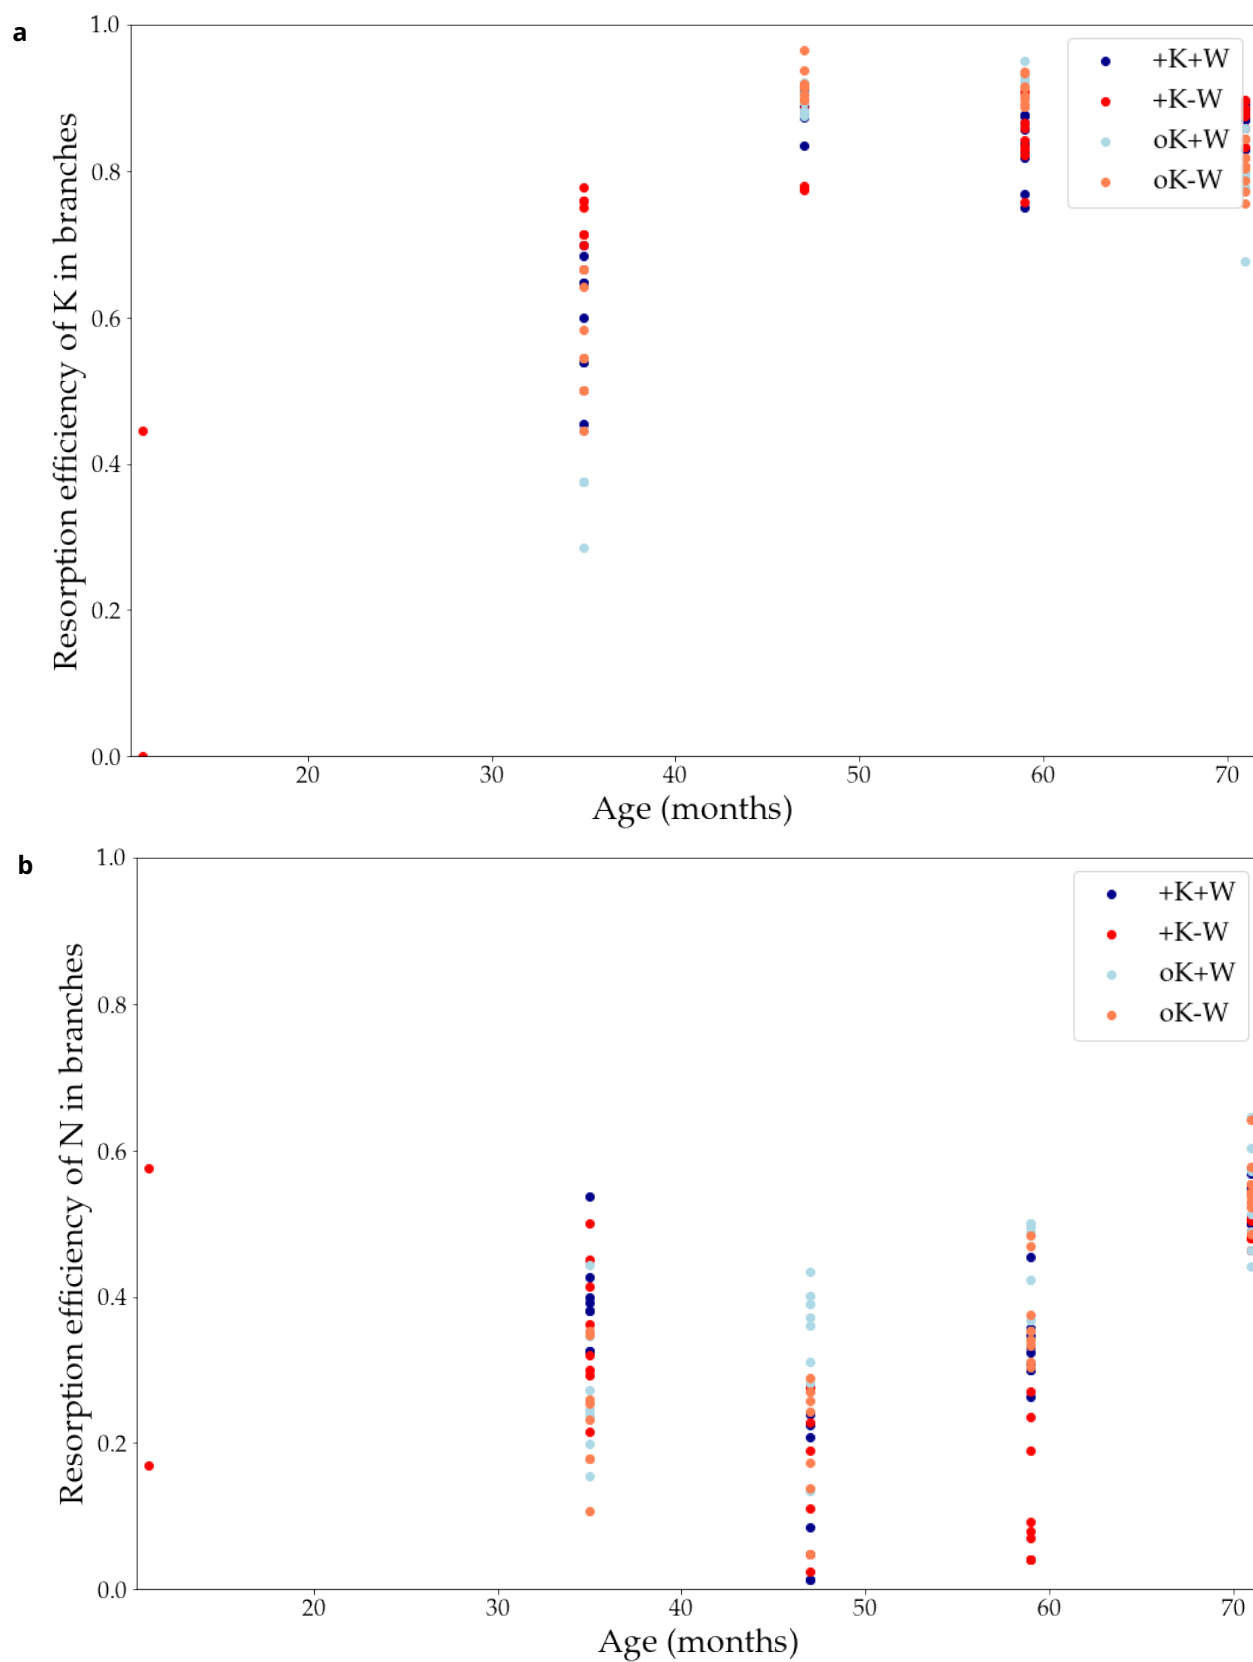 a
1.0
0.8
0.6
0.4
0.2
0.0
Resorption efficiency of K in branches
+K+W
+K-W
oK+W
oK-W
20 30 40 50 60 70
Age (months)
b
1.0
0.8
0.6
0.4
0.2
0.0
Resorption efficiency of N in branches
+K+W
+K-W
oK+W
oK-W
20 30 40 50 60 70
Age (months)